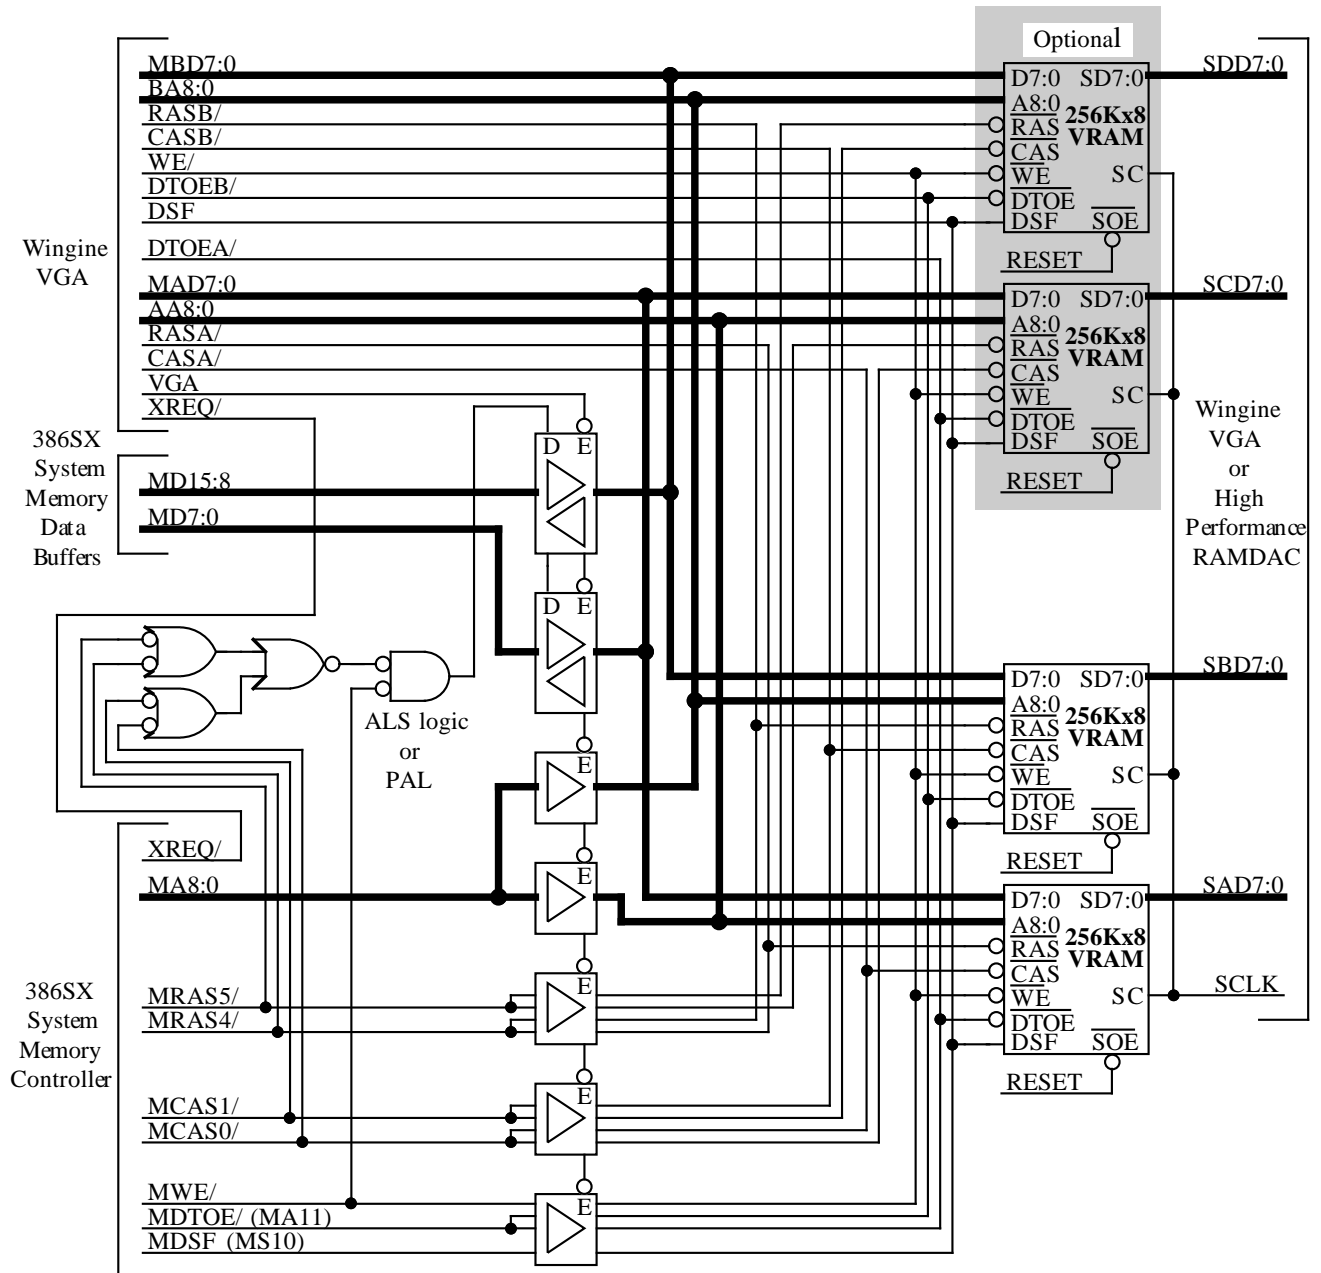 Optional
MBD7:0
BA8:0
RASB/
CASB/
WE/
DTOEB/
DSF
DTOEA/
MAD7:0
AA8:0
RASA/
CASA/
VGA
XREQ/
Wingine
VGA
386SX
System
Memory
Data
Buffers
MD15:8
MD7:0
D E
D E
E
E
E
E
E
ALS logic
or
PAL
XREQ/
MA8:0
386SX
System
Memory
Controller
MRAS5/
MRAS4/
MCAS1/
MCAS0/
MWE/
MDTOE/ (MA11)
MDSF (MS10)
D7:0 SD7:0
A8:0
256Kx8
RAS VRAM
CAS
WE SC
DTOE
DSF SOE
RESET
SDD7:0
D7:0 SD7:0
A8:0
256Kx8
RAS VRAM
CAS
WE SC
DTOE
DSF SOE
RESET
SCD7:0
Wingine
VGA
or
High
Performance
RAMDAC
D7:0 SD7:0
A8:0
256Kx8
RAS VRAM
CAS
WE SC
DTOE
DSF SOE
RESET
SBD7:0
D7:0 SD7:0
A8:0
256Kx8
RAS VRAM
CAS
WE SC
DTOE
DSF SOE
RESET
SAD7:0
SCLK